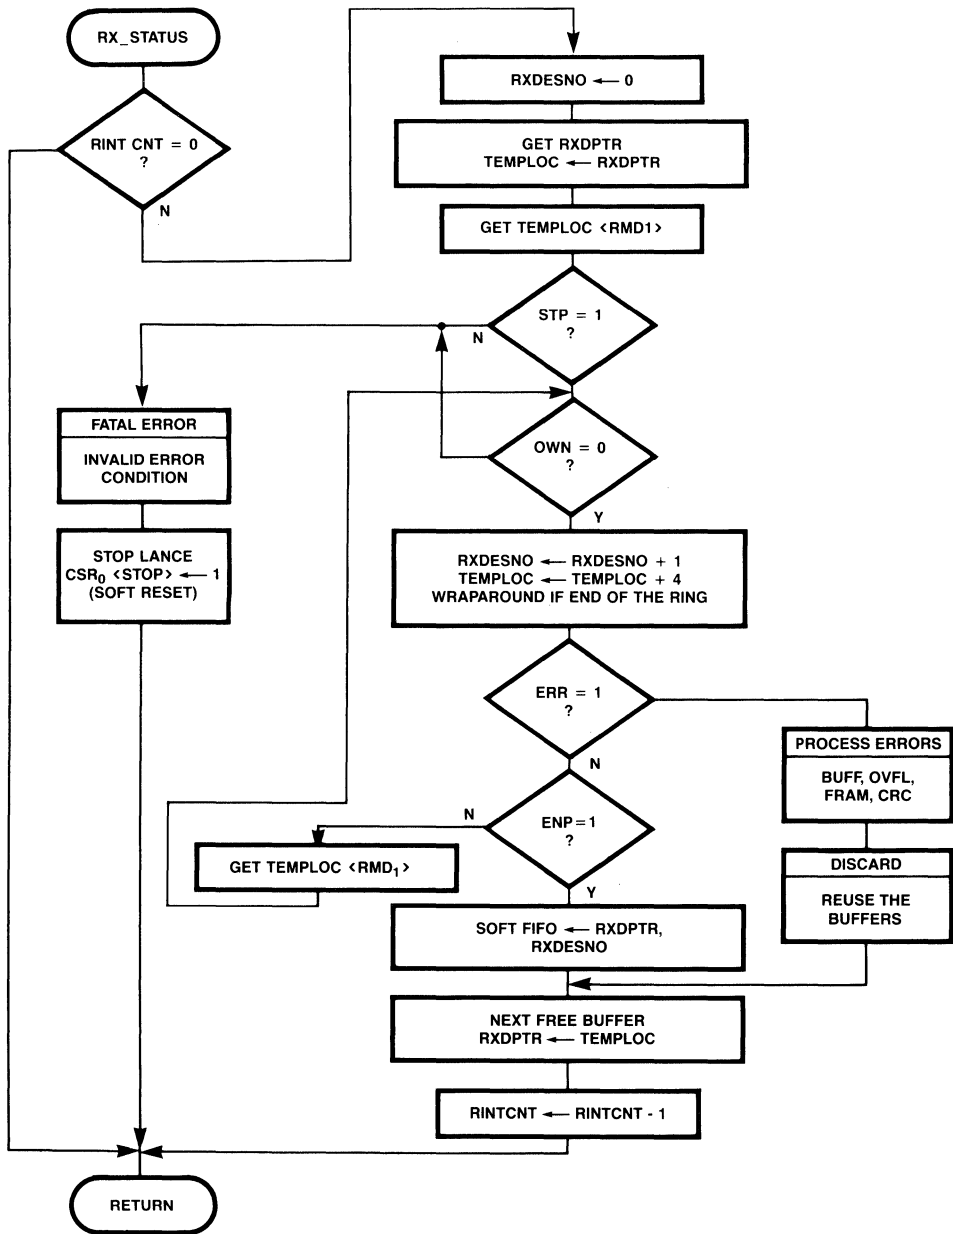 RX_STATUS
RINT CNT = 0
?
N
RXDESNO ← 0
GET RXDPTR
TEMPLOC ← RXDPTR
GET TEMPLOC <RMD1>
STP = 1
?
N
FATAL ERROR
INVALID ERROR
CONDITION
STOP LANCE
CSR₀ <STOP> ← 1
(SOFT RESET)
OWN = 0
?
Y
RXDESNO ← RXDESNO + 1
TEMPLOC ← TEMPLOC + 4
WRAPAROUND IF END OF THE RING
ERR = 1
?
N
PROCESS ERRORS
BUFF, OVFL,
FRAM, CRC
DISCARD
REUSE THE
BUFFERS
ENP=1
?
N
GET TEMPLOC <RMD₁>
Y
SOFT FIFO ← RXDPTR,
RXDESNO
NEXT FREE BUFFER
RXDPTR ← TEMPLOC
RINTCNT ← RINTCNT - 1
RETURN